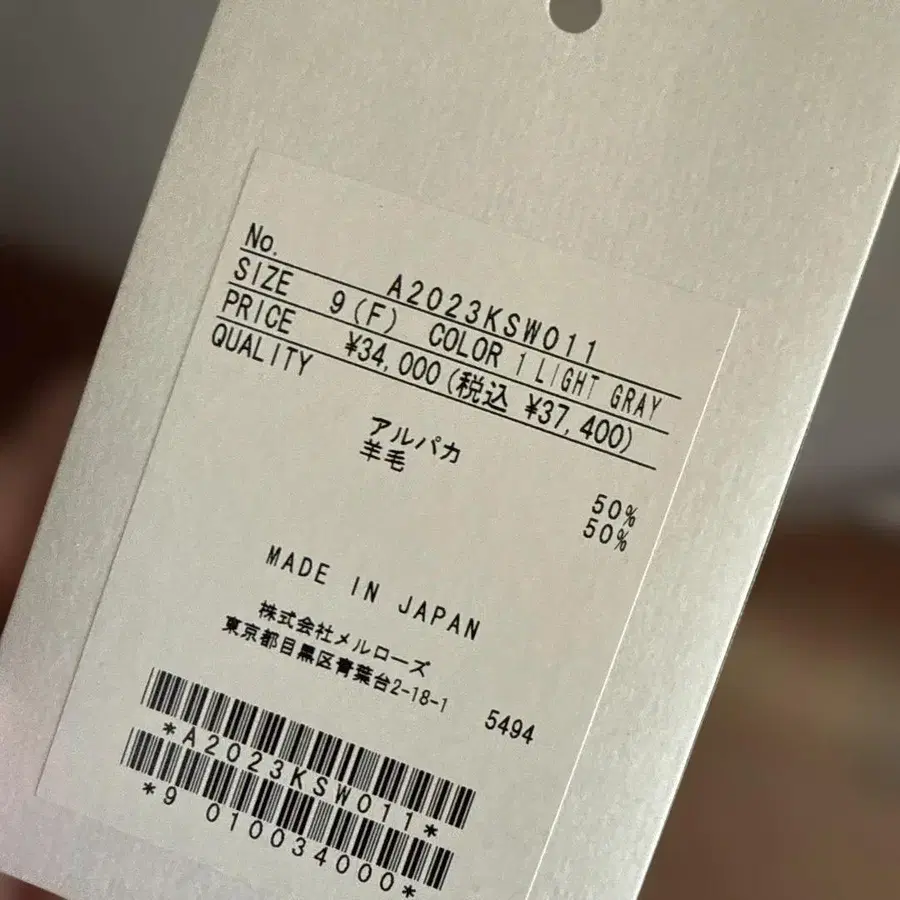 No. A2023KSW011
SIZE 9(F) COLOR 1 LIGHT GRAY
PRICE ¥34,000(税込 ¥37,400)
QUALITY
アルパカ 50%
羊毛 50%
MADE IN JAPAN
株式会社メルローズ
東京都目黒区青葉台2-18-1 5494
*A2023KSW011*
*9 010034000*